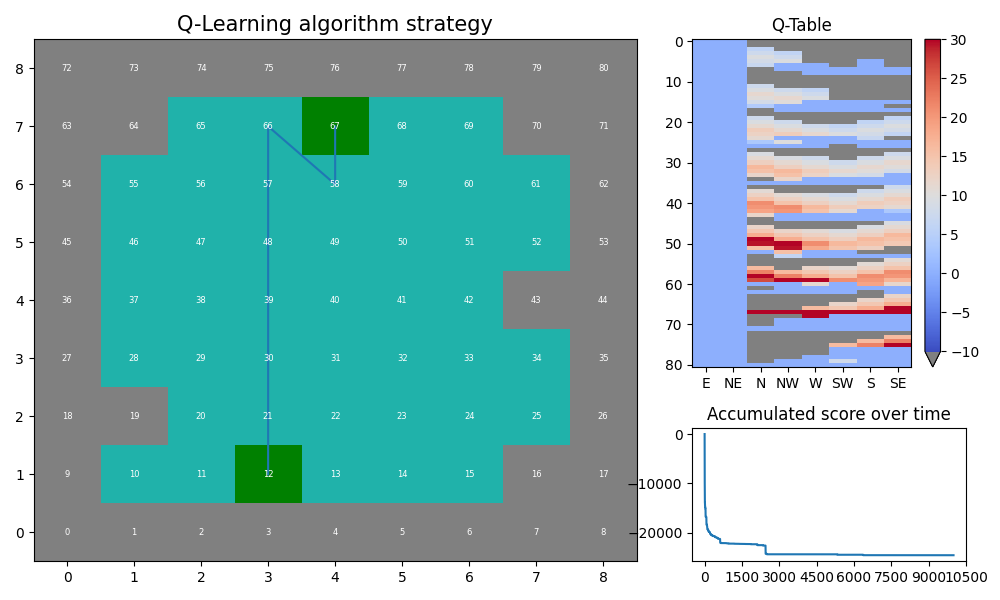 Q-Learning algorithm strategy
8 72 73 74 75 76 77 78 79 80
7 63 64 65 66 67 68 69 70 71
6 54 55 56 57 58 59 60 61 62
5 45 46 47 48 49 50 51 52 53
4 36 37 38 39 40 41 42 43 44
3 27 28 29 30 31 32 33 34 35
2 18 19 20 21 22 23 24 25 26
1 9 10 11 12 13 14 15 16 17
0 0 1 2 3 4 5 6 7 8
0 1 2 3 4 5 6 7 8
Q-Table
0
10
20
30
40
50
60
70
80
E NE N NW W SW S SE
30
25
20
15
10
5
0
−5
−10
Accumulated score over time
0
−10000
−20000
0 1500 3000 4500 6000 7500 9000 10500